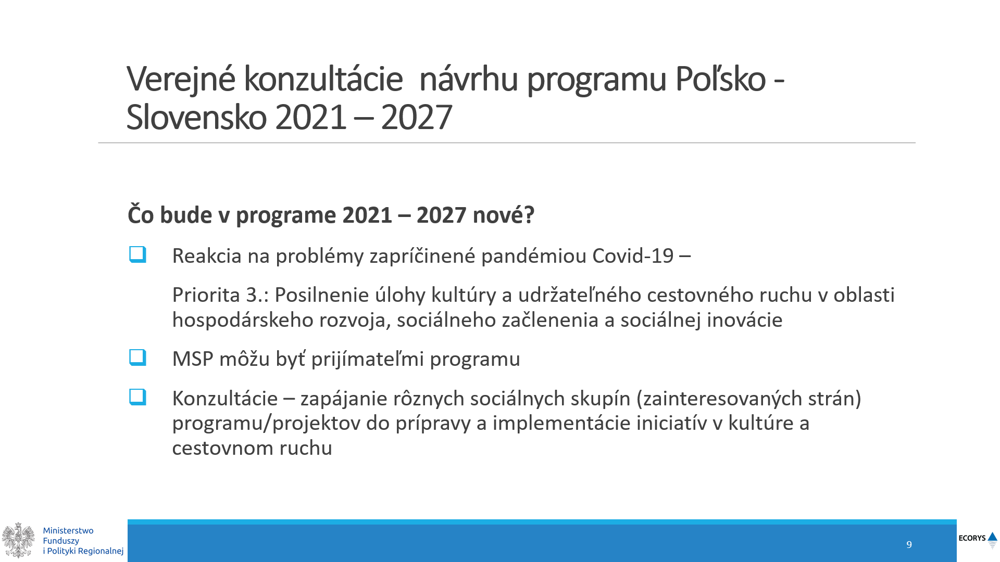 Verejné konzultácie návrhu programu Poľsko -
Slovensko 2021 – 2027
Čo bude v programe 2021 – 2027 nové?
Reakcia na problémy zapríčinené pandémiou Covid-19 –
Priorita 3.: Posilnenie úlohy kultúry a udržateľného cestovného ruchu v oblasti
hospodárskeho rozvoja, sociálneho začlenenia a sociálnej inovácie
MSP môžu byť prijímateľmi programu
Konzultácie – zapájanie rôznych sociálnych skupín (zainteresovaných strán)
programu/projektov do prípravy a implementácie iniciatív v kultúre a
cestovnom ruchu
Ministerstwo
Funduszy
i Polityki Regionalnej
9
ECORYS